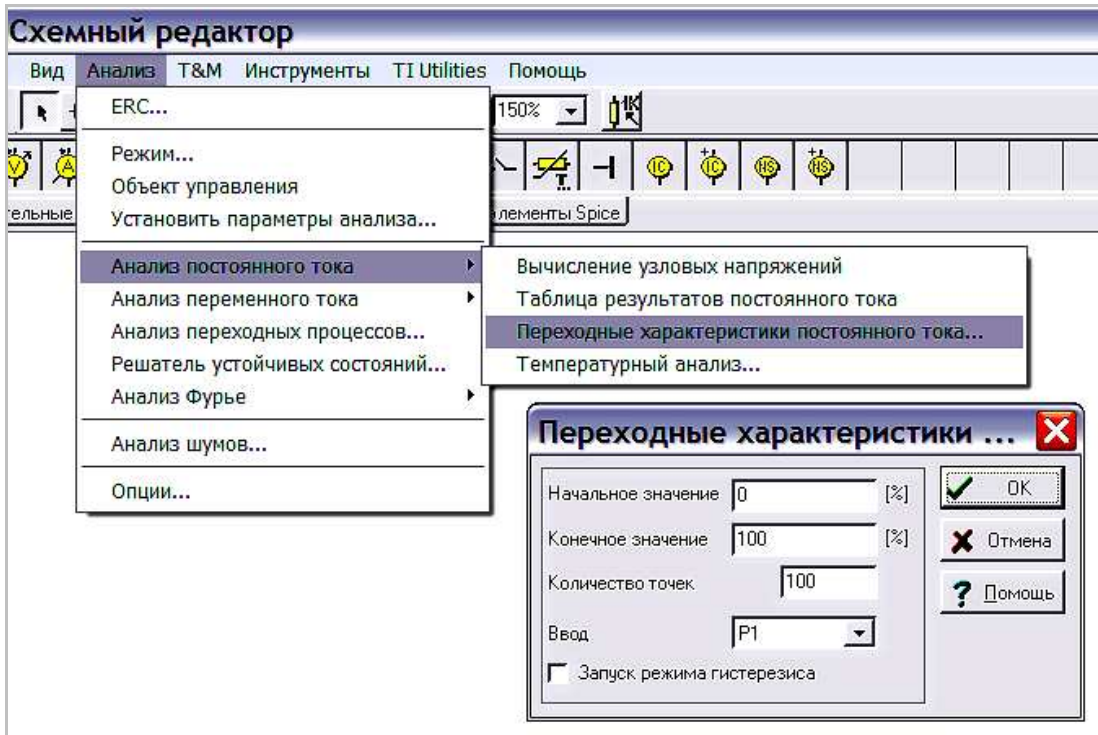 Схемный редактор
Вид Анализ T&M Инструменты TI Utilities Помощь
ERC...
150%
Режим...
Объект управления
Установить параметры анализа...
Элементы Spice
Анализ постоянного тока
Вычисление узловых напряжений
Анализ переменного тока
Таблица результатов постоянного тока
Анализ переходных процессов...
Переходные характеристики постоянного тока...
Решатель устойчивых состояний...
Температурный анализ...
Анализ Фурье
Анализ шумов...
Опции...
Переходные характеристики ...
Начальное значение 0 [%] OK
Конечное значение 100 [%] Отмена
Количество точек 100 Помощь
Ввод P1
Запуск режима гистерезиса